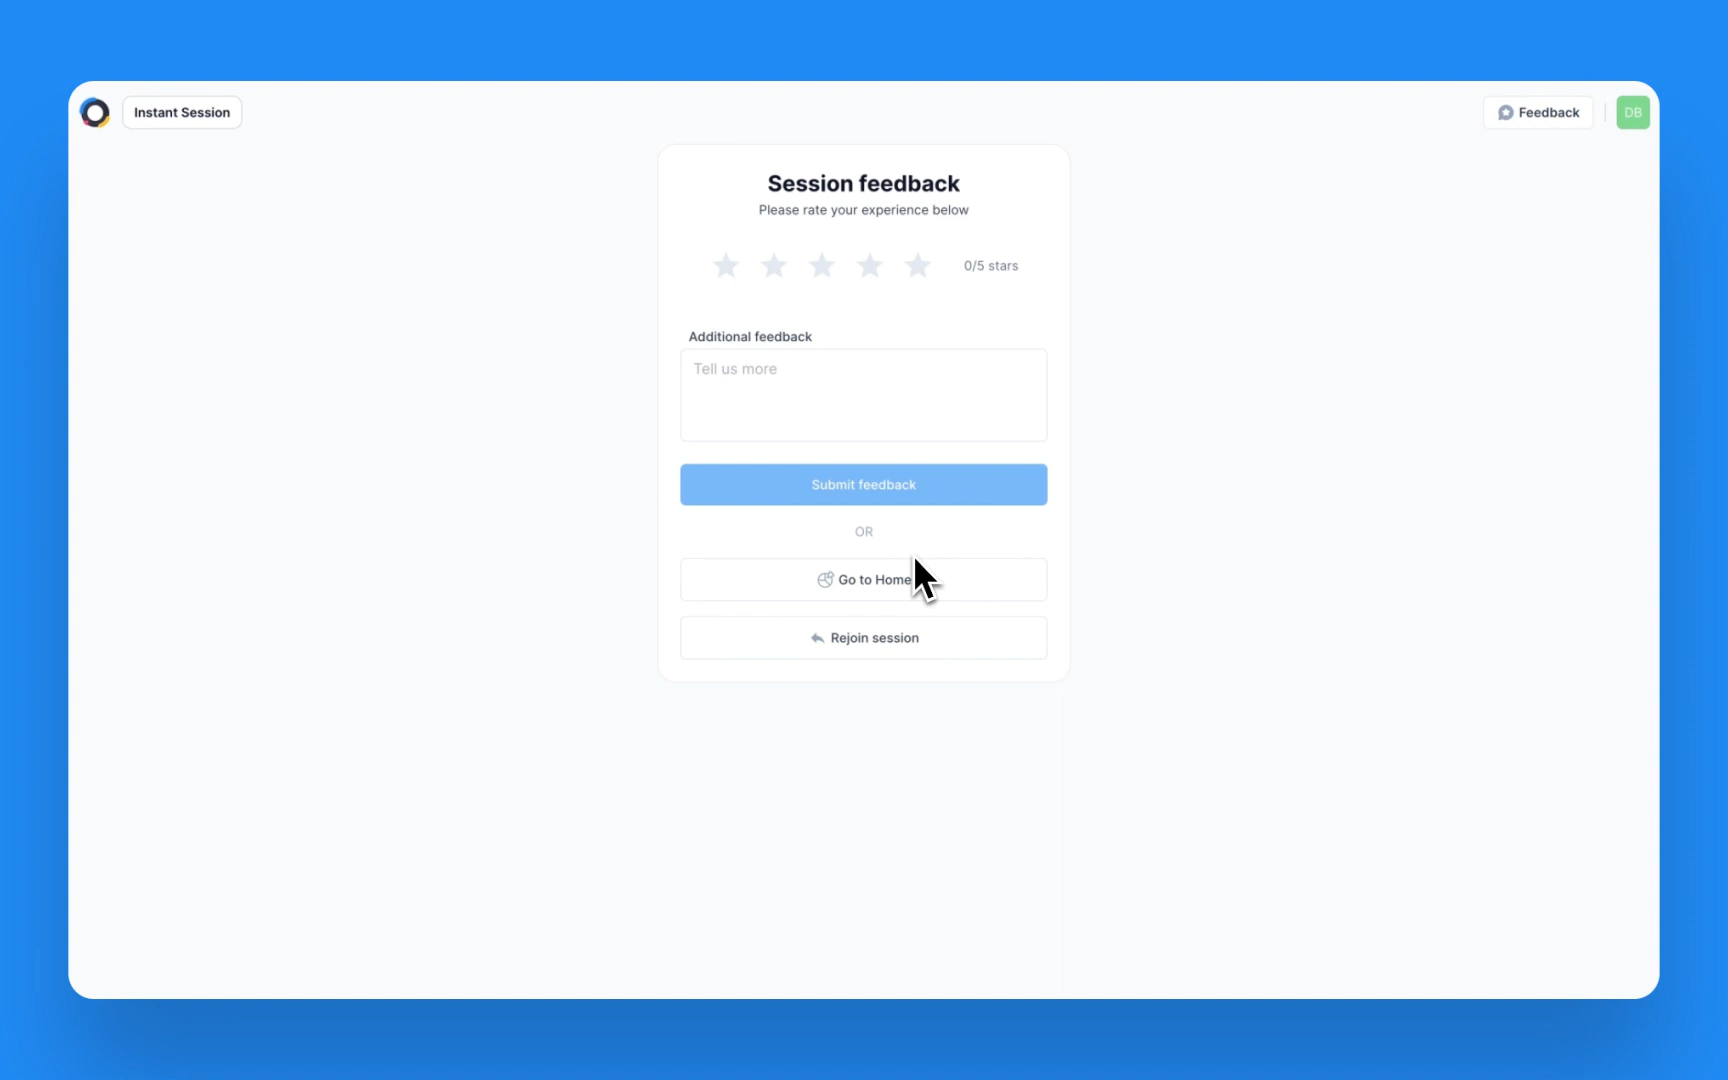 Instant Session
Feedback
DB
Session feedback
Please rate your experience below
0/5 stars
Additional feedback
Tell us more
Submit feedback
OR
Go to Home
Rejoin session